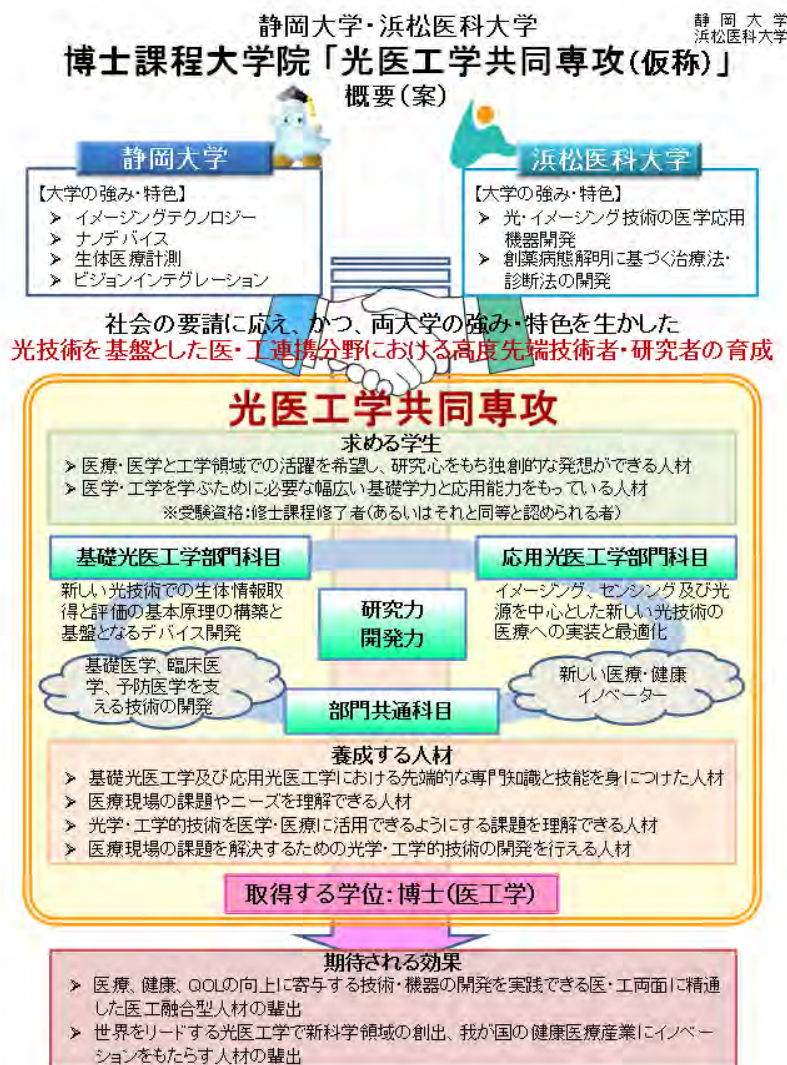 静岡大学・浜松医科大学
静岡大学
浜松医科大学
博士課程大学院「光医工学共同専攻(仮称)」
概要(案)
静岡大学
【大学の強み・特色】
➤ イメージングテクノロジー
➤ ナノデバイス
➤ 生体医療計測
➤ ビジョンインテグレーション
浜松医科大学
【大学の強み・特色】
➤ 光・イメージング技術の医学応用
機器開発
➤ 創薬病態解明に基づく治療法・
診断法の開発
社会の要請に応え、かつ、両大学の強み・特色を生かした
光技術を基盤とした医・工連携分野における高度先端技術者・研究者の育成
光医工学共同専攻
求める学生
➤ 医療・医学と工学領域での活躍を希望し、研究心をもち独創的な発想ができる人材
➤ 医学・工学を学ぶために必要な幅広い基礎学力と応用能力をもっている人材
※受験資格:修士課程修了者(あるいはそれと同等と認められる者)
基礎光医工学部門科目
新しい光技術での生体情報取
得と評価の基本原理の構築と
基盤となるデバイス開発
基礎医学、臨床医
学、予防医学を支
える技術の開発
研究力
開発力
応用光医工学部門科目
イメージング、センシング及び光
源を中心とした新しい光技術の
医療への実装と最適化
新しい医療・健康
イノベーター
部門共通科目
養成する人材
➤ 基礎光医工学及び応用光医工学における先端的な専門知識と技能を身につけた人材
➤ 医療現場の課題やニーズを理解できる人材
➤ 光学・工学的技術を医学・医療に活用できるようにする課題を理解できる人材
➤ 医療現場の課題を解決するための光学・工学的技術の開発を行える人材
取得する学位:博士(医工学)
期待される効果
➤ 医療、健康、QOLの向上に寄与する技術・機器の開発を実践できる医・工両面に精通
した医工融合型人材の輩出
➤ 世界をリードする光医工学で新科学領域の創出、我が国の健康医療産業にイノベー
ションをもたらす人材の輩出